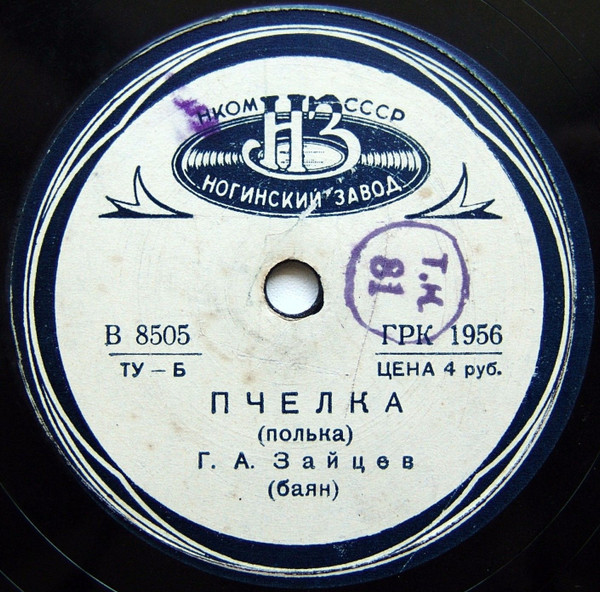 НКОМ СССР
НЗ
НОГИНСКИЙ ЗАВОД
Т.К
81
В 8505 ГРК 1956
ТУ – Б ЦЕНА 4 руб.
ПЧЕЛКА
(полька)
Г. А. Зайцев
(баян)